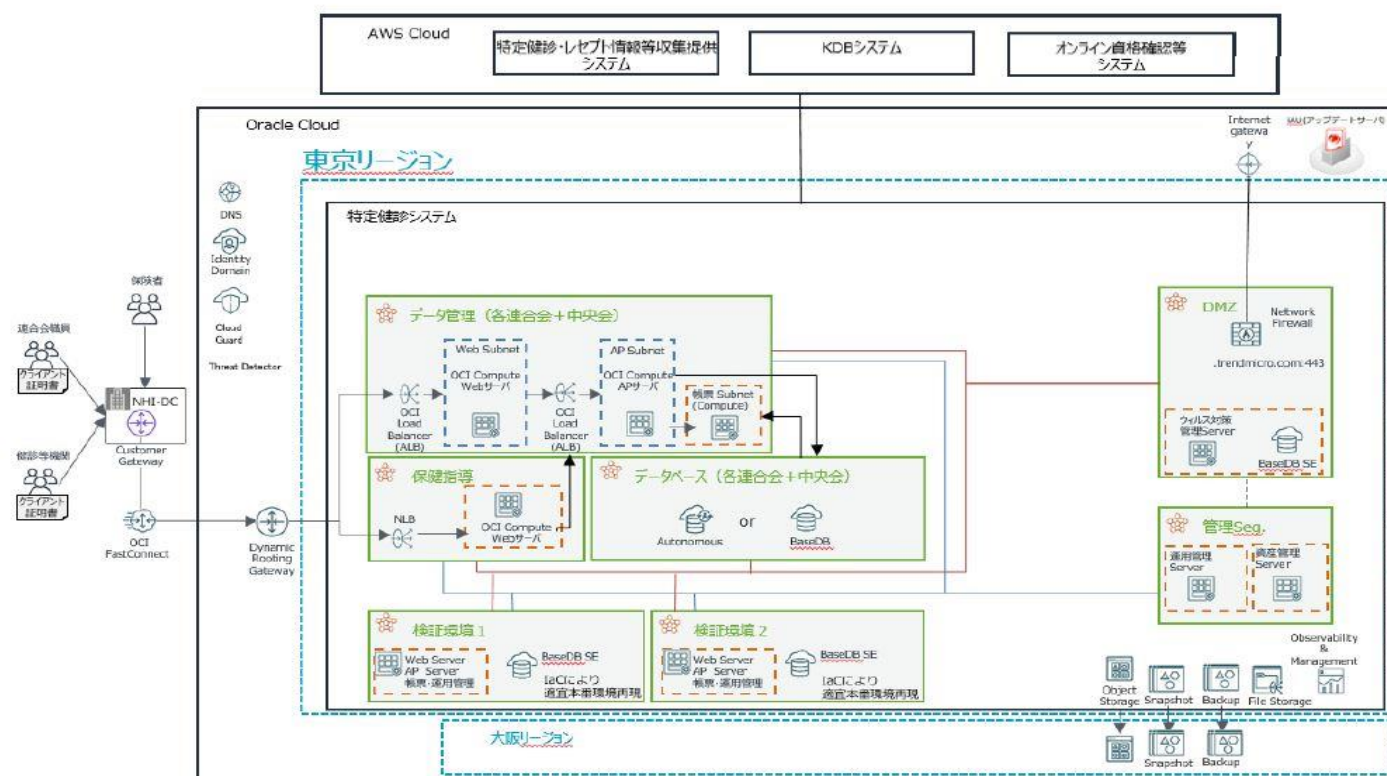 AWS Cloud
特定健診・レセプト情報等収集提供
システム
KDBシステム
オンライン資格確認等
システム
Oracle Cloud
Internet
gatewa
y
IAU(アップデートサーバ)
東京リージョン
DNS
Identity
Domain
Cloud
Guard
Threat Detector
特定健診システム
保険者
連合会職員
クライアント
証明書
NHI-DC
Customer
Gateway
健診等機関
クライアント
証明書
OCI
FastConnect
Dynamic
Rooting
Gateway
データ管理（各連合会＋中央会）
Web Subnet
OCI Compute
Webサーバ
AP Subnet
OCI Compute
APサーバ
帳票 Subnet
(Compute)
OCI
Load
Balancer
(ALB)
OCI
Load
Balancer
(ALB)
保健指導
NLB
OCI Compute
Webサーバ
データベース（各連合会＋中央会）
Autonomous
or
BaseDB
DMZ
Network
Firewall
.trendmicro.com:443
ウィルス対策
管理Server
BaseDB SE
管理Seg.
運用管理
Server
資産管理
Server
検証環境１
Web Server
AP Server
帳票・運用管理
BaseDB SE
IaCにより
適宜本番環境再現
検証環境２
Web Server
AP Server
帳票・運用管理
BaseDB SE
IaCにより
適宜本番環境再現
Observability
&
Management
Object
Storage
Snapshot
Backup
File Storage
大阪リージョン
Snapshot
Backup